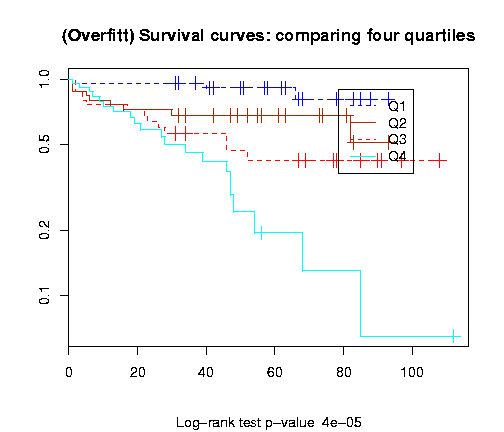 (Overfitt) Survival curves: comparing four quartiles
1.0
0.5
0.2
0.1
Q1
Q2
Q3
Q4
0 20 40 60 80 100
Log-rank test p-value 4e-05